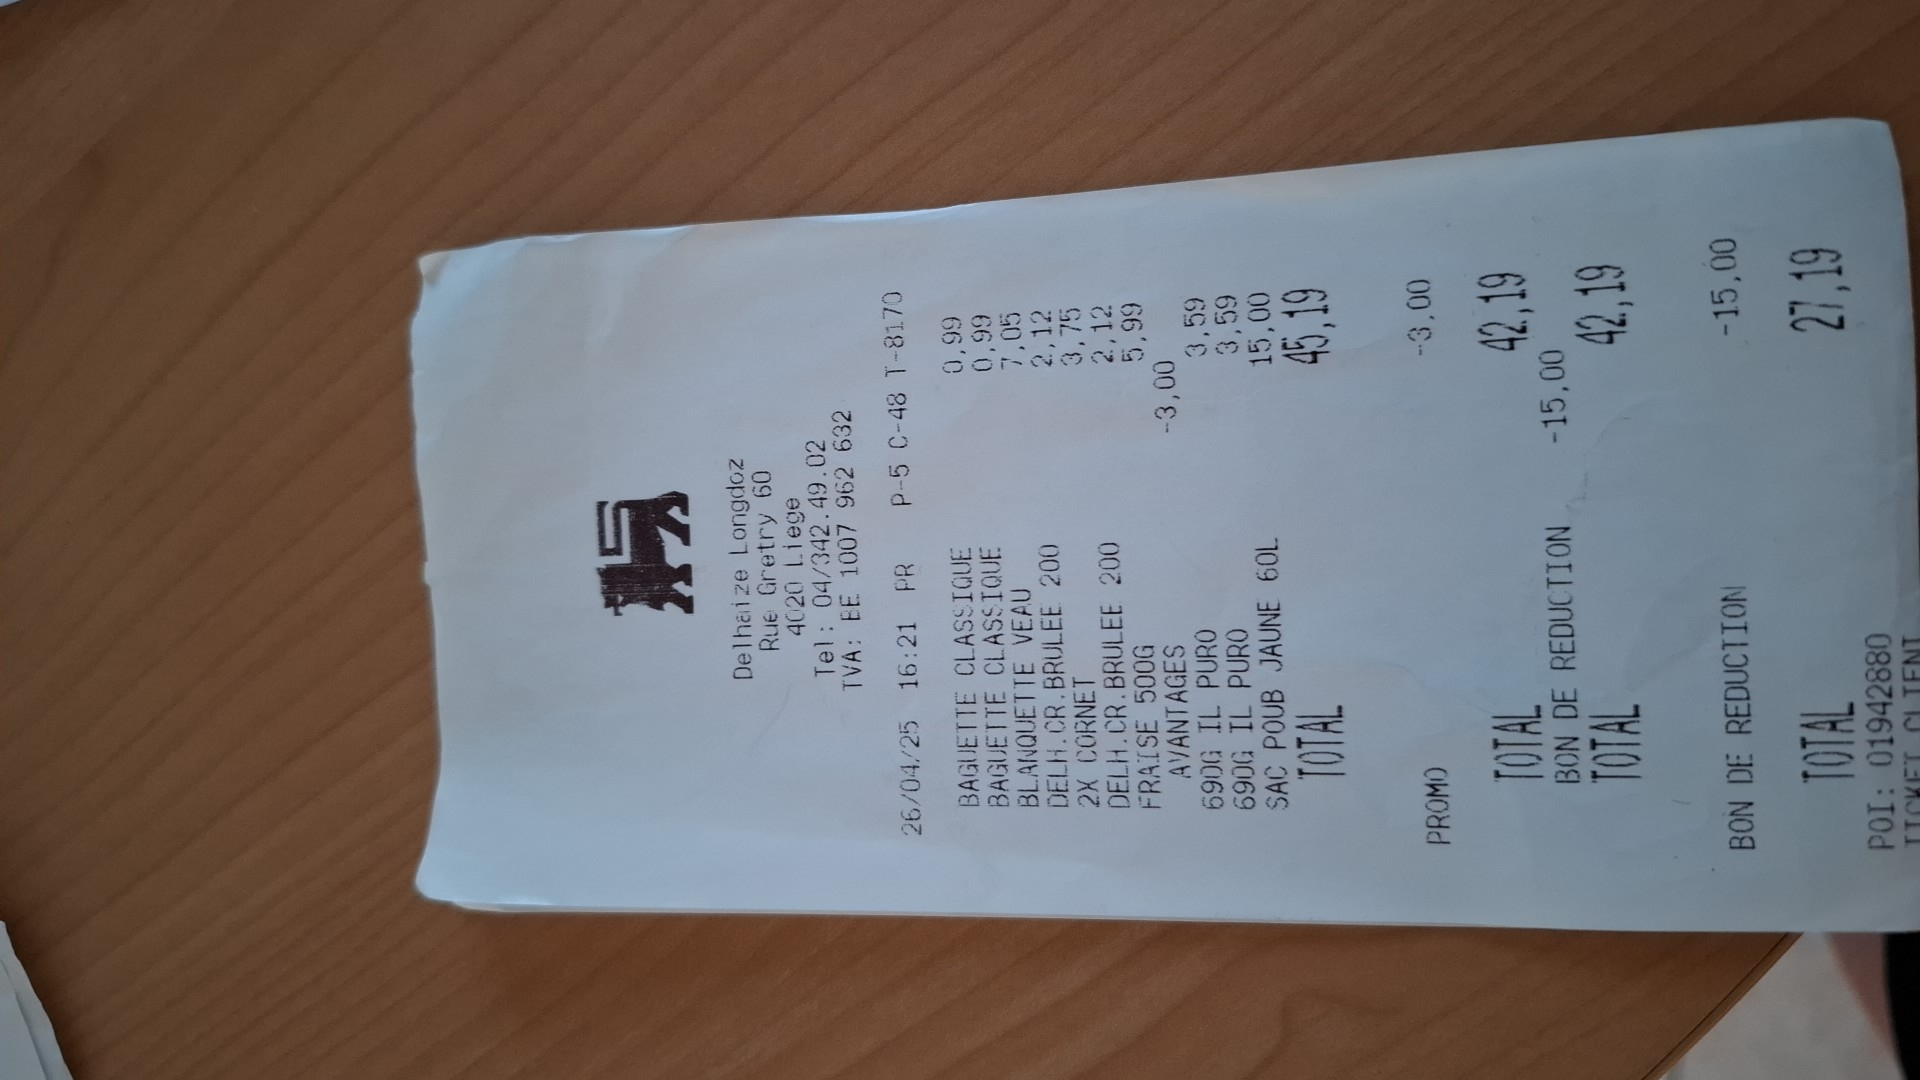 Delhaize Longdoz
Rue Gretry 60
4020 Liege
Tel: 04/342.49.02
TVA: BE 1007 962 632
26/04/25 16:21 PR P-5 C-48 T-8170
BAGUETTE CLASSIQUE 0,99
BAGUETTE CLASSIQUE 0,99
BLANQUETTE VEAU 7,05
DELH.CR.BRULEE 200 2,12
2X CORNET 3,75
DELH.CR.BRULEE 200 2,12
FRAISE 500G 5,99
AVANTAGES -3,00
690G IL PURO 3,59
690G IL PURO 3,59
SAC POUB JAUNE 60L 15,00
TOTAL 45,19
PROMO -3,00
TOTAL 42,19
BON DE REDUCTION -15,00
TOTAL 42,19
BON DE REDUCTION -15,00
TOTAL 27,19
POI: 01942880
TICKET CLIENT